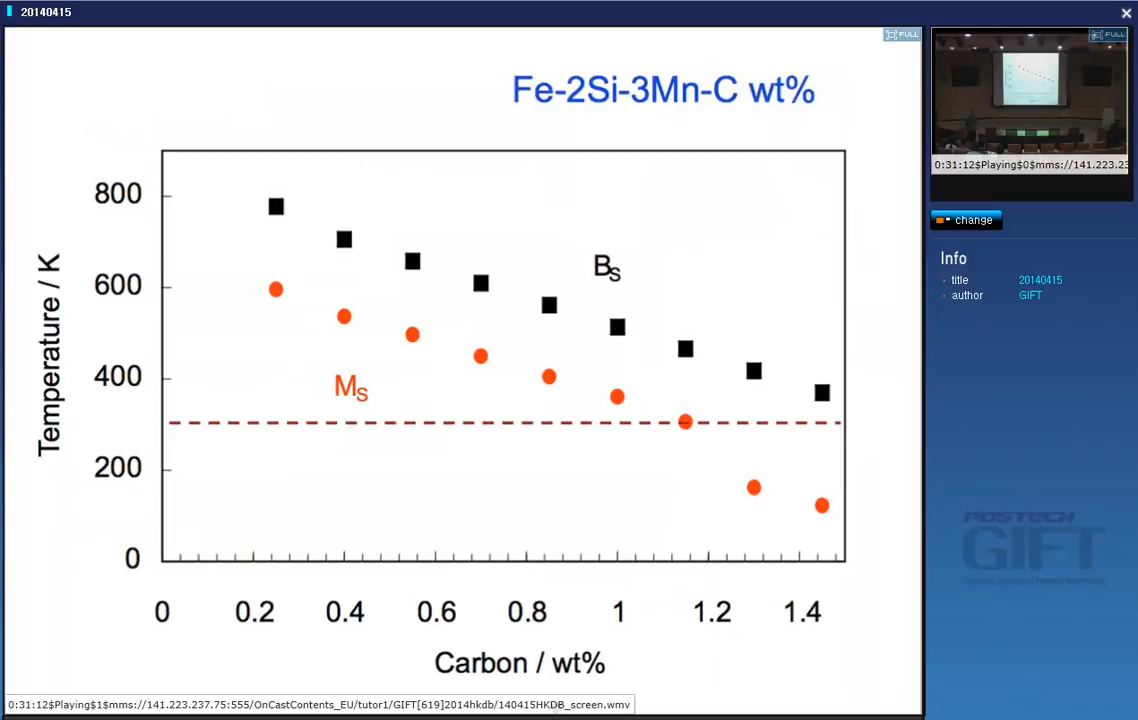 20140415
FULL
Fe-2Si-3Mn-C wt%
800
600
400
200
0
Temperature / K
BS
MS
0 0.2 0.4 0.6 0.8 1 1.2 1.4
Carbon / wt%
0:31:12$Playing$1$mms://141.223.237.75:555/OnCastContents_EU/tutor1/GIFT[619]2014hkdb/140415HKDB_screen.wmv
FULL
0:31:12$Playing$0$mms://141.223.23
change
Info
title 20140415
author GIFT
POSTECH
GIFT